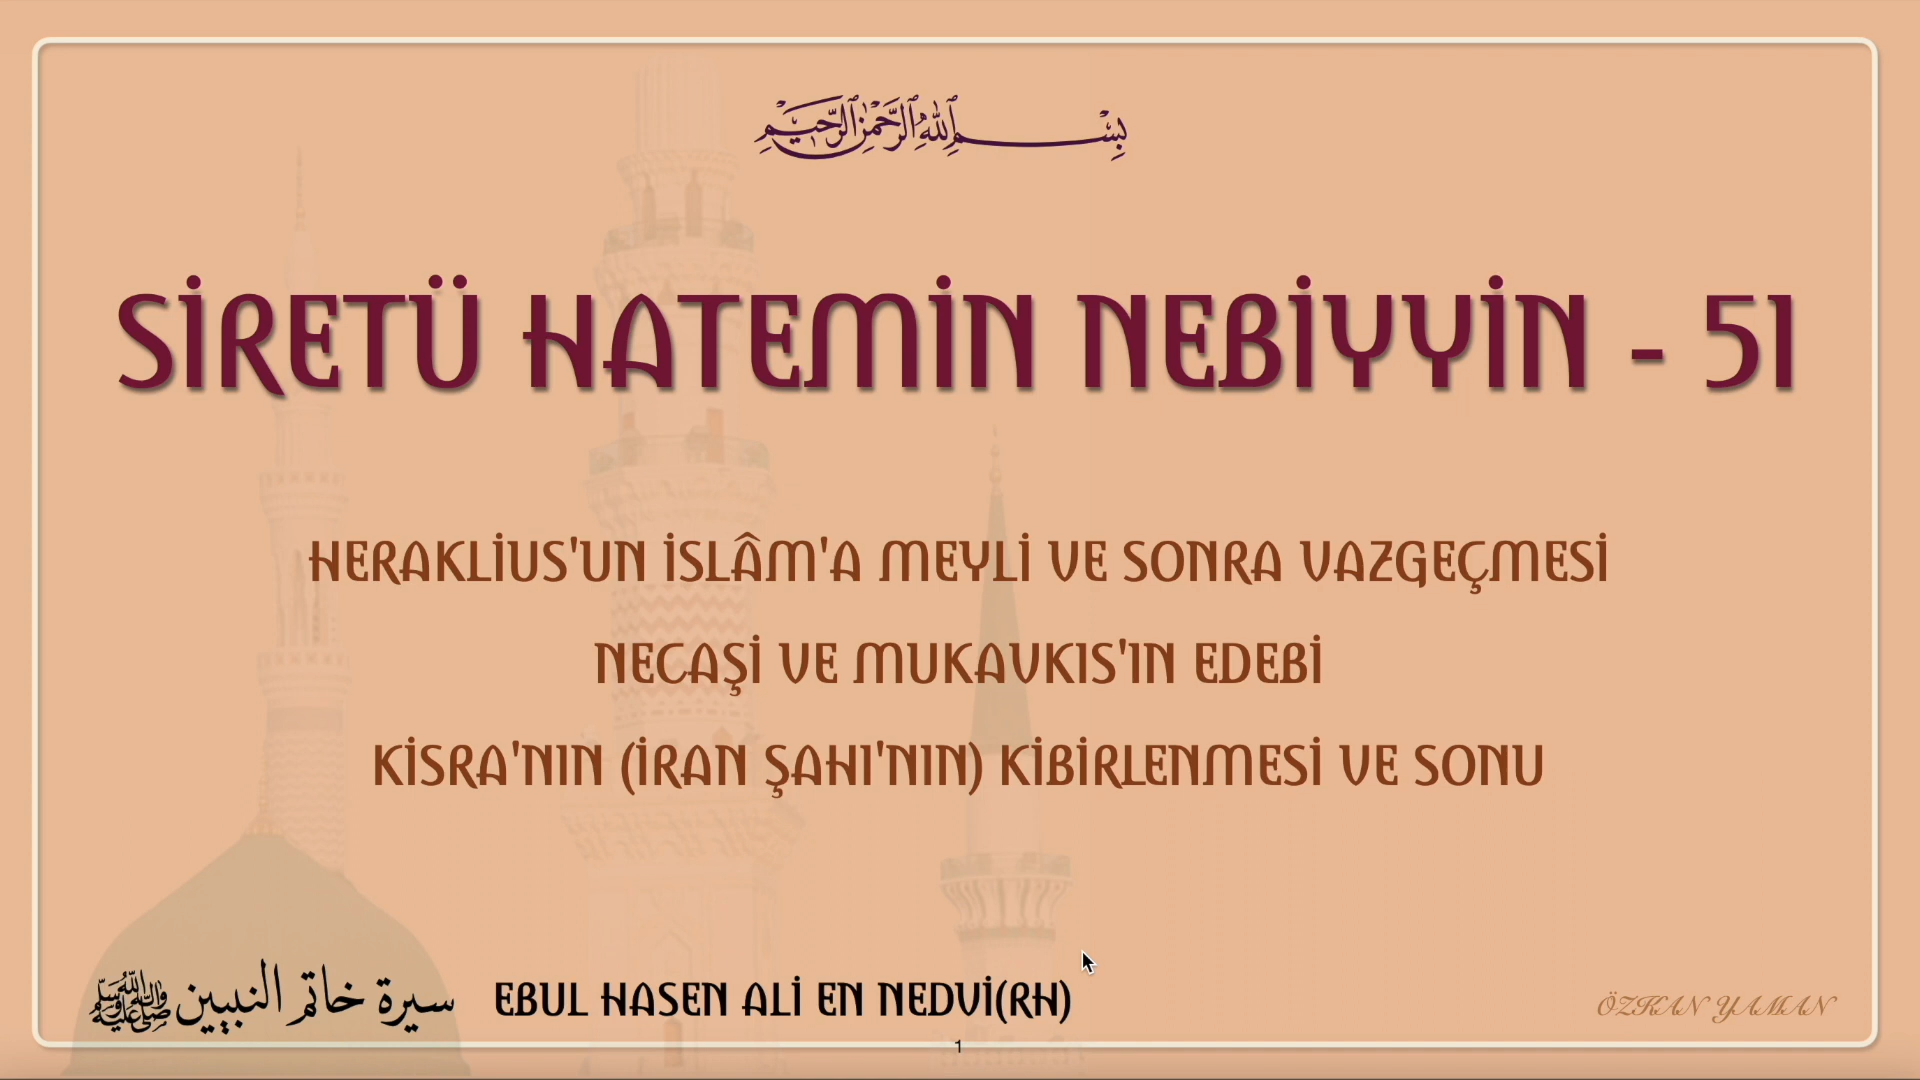 بِسْمِ اللَّهِ الرَّحْمَٰنِ الرَّحِيمِ
SİRETÜ HATEMİN NEBİYYİN - 51
HERAKLİUS'UN İSLÂM'A MEYLİ VE SONRA VAZGEÇMESİ
NECAŞİ VE MUKAVKIS'IN EDEBİ
KİSRA'NIN (İRAN ŞAHI'NIN) KİBİRLENMESİ VE SONU
سيرة خاتم النبيين ﷺ
EBUL HASEN ALİ EN NEDVİ(RH)
ÖZKAN YAMAN
1